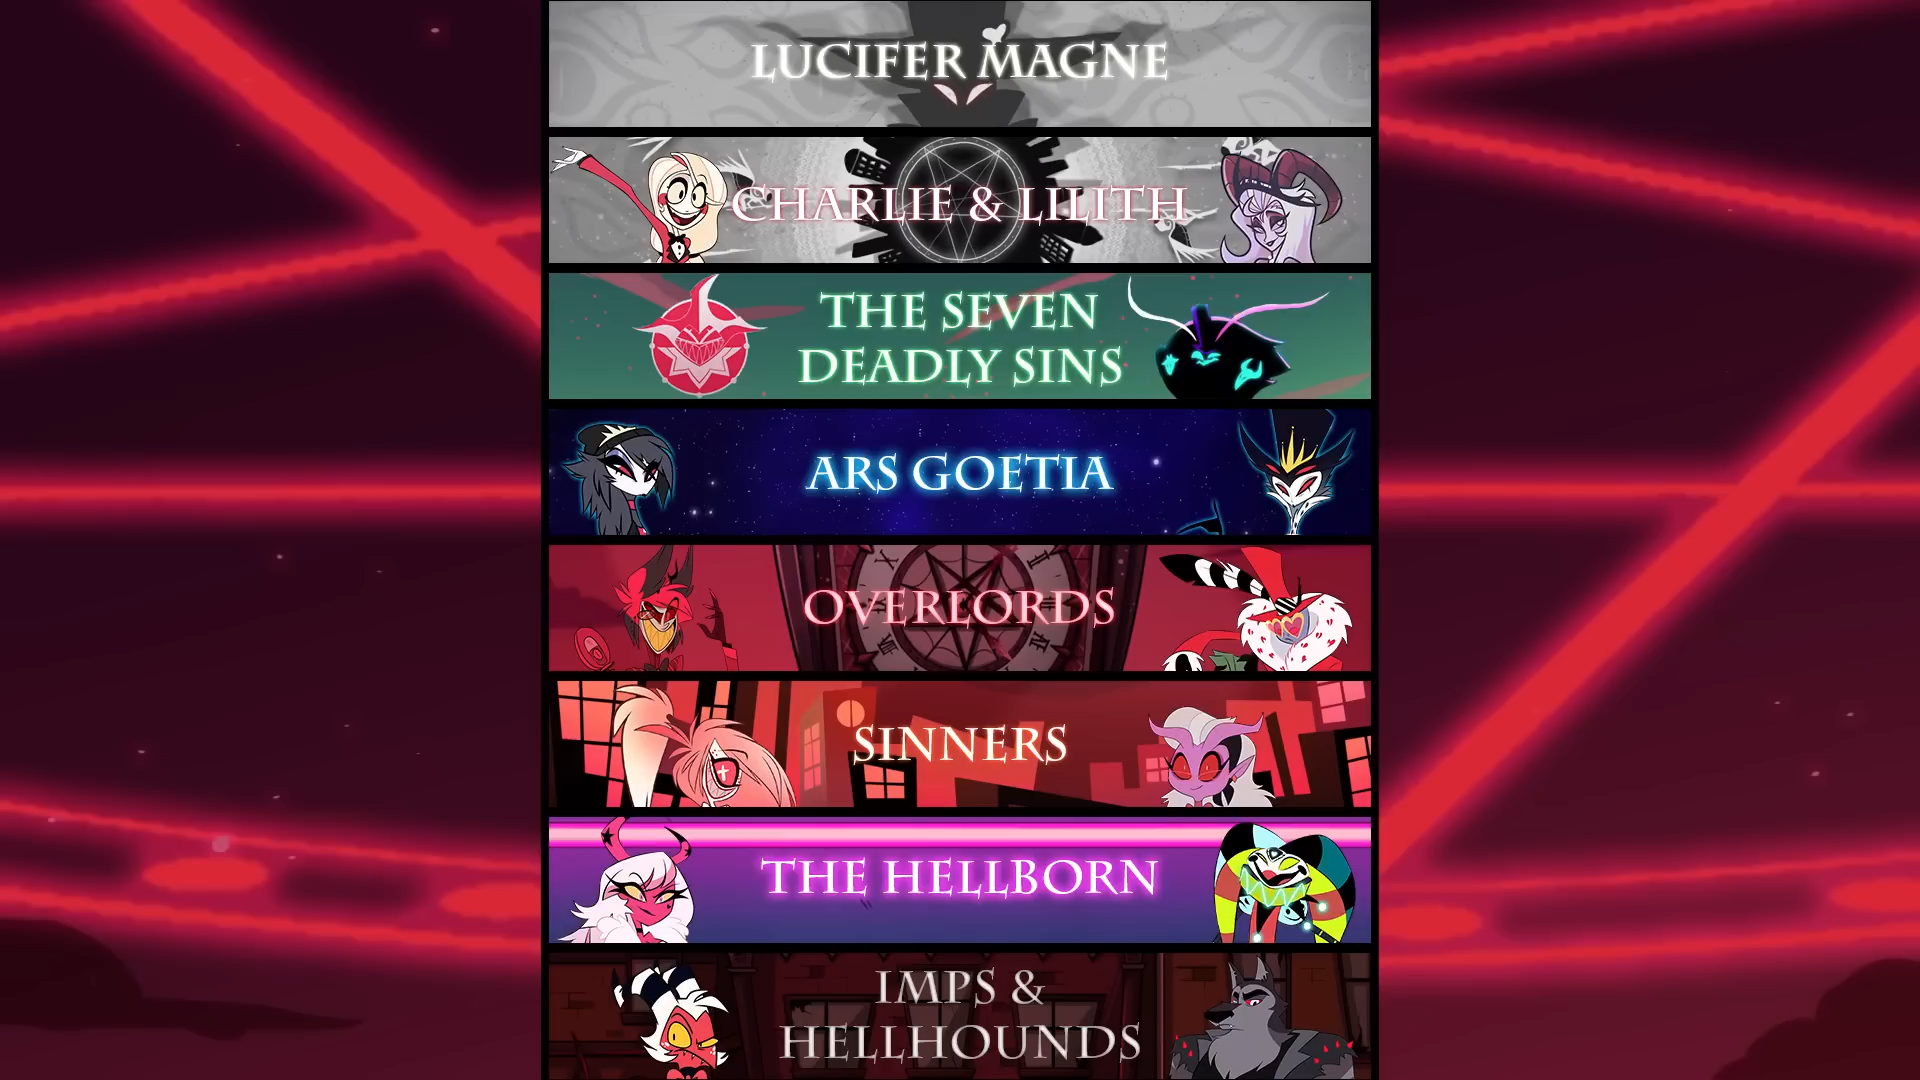 LUCIFER MAGNE
CHARLIE & LILITH
THE SEVEN
DEADLY SINS
ARS GOETIA
OVERLORDS
SINNERS
THE HELLBORN
IMPS &
HELLHOUNDS